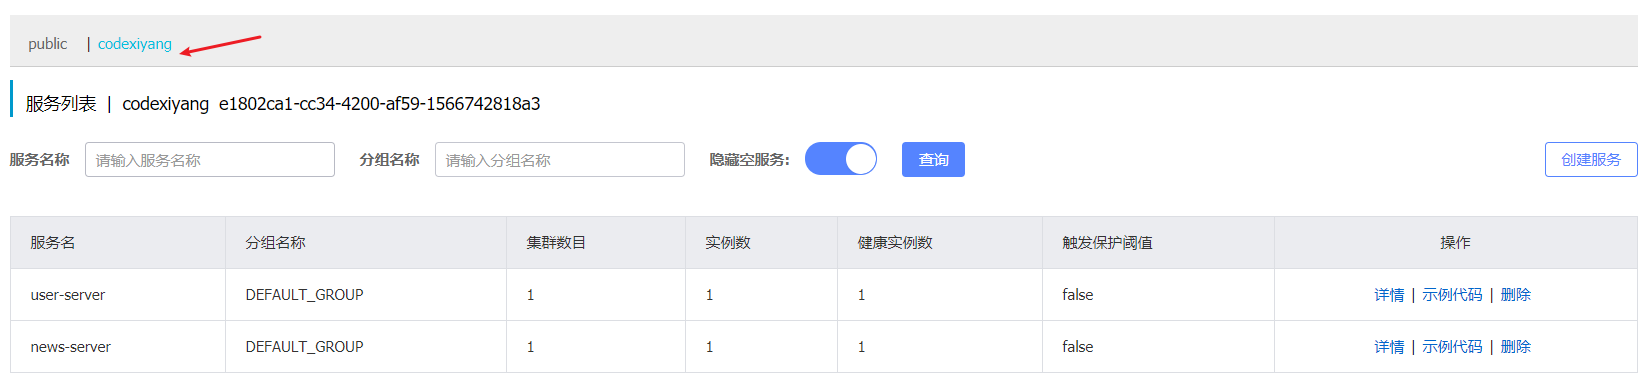 public | codexiyang
服务列表 | codexiyang e1802ca1-cc34-4200-af59-1566742818a3
服务名称 请输入服务名称 分组名称 请输入分组名称 隐藏空服务: 查询 创建服务
服务名 分组名称 集群数目 实例数 健康实例数 触发保护阈值 操作
user-server DEFAULT_GROUP 1 1 1 false 详情 | 示例代码 | 删除
news-server DEFAULT_GROUP 1 1 1 false 详情 | 示例代码 | 删除